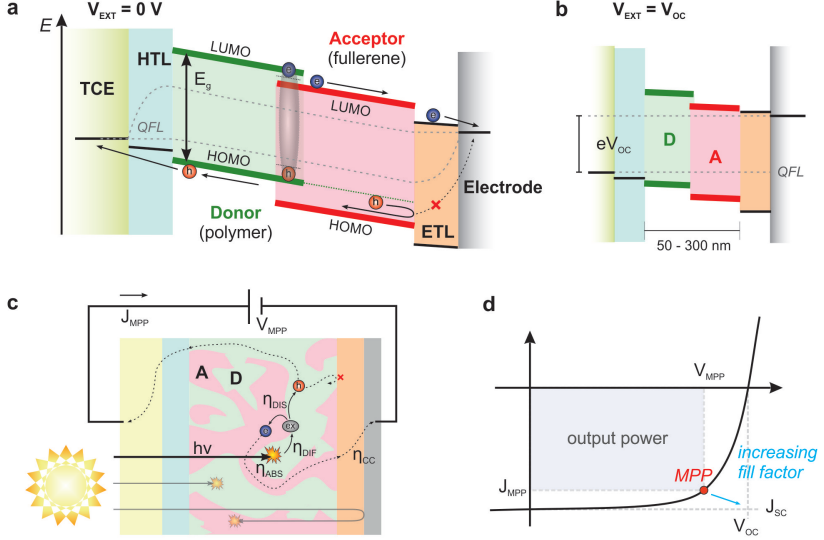 a
V_EXT = 0 V
E
TCE
HTL
LUMO
E_g
QFL
HOMO
Acceptor
(fullerene)
LUMO
e
e
e
h
h
h
Donor
(polymer)
HOMO
ETL
Electrode
b
V_EXT = V_OC
eV_OC
D
A
QFL
50 - 300 nm
c
J_MPP
V_MPP
A
D
h
η_DIS
e
ex
hν
η_DIF
η_ABS
η_CC
d
V_MPP
output power
increasing
fill factor
MPP
J_MPP
J_SC
V_OC